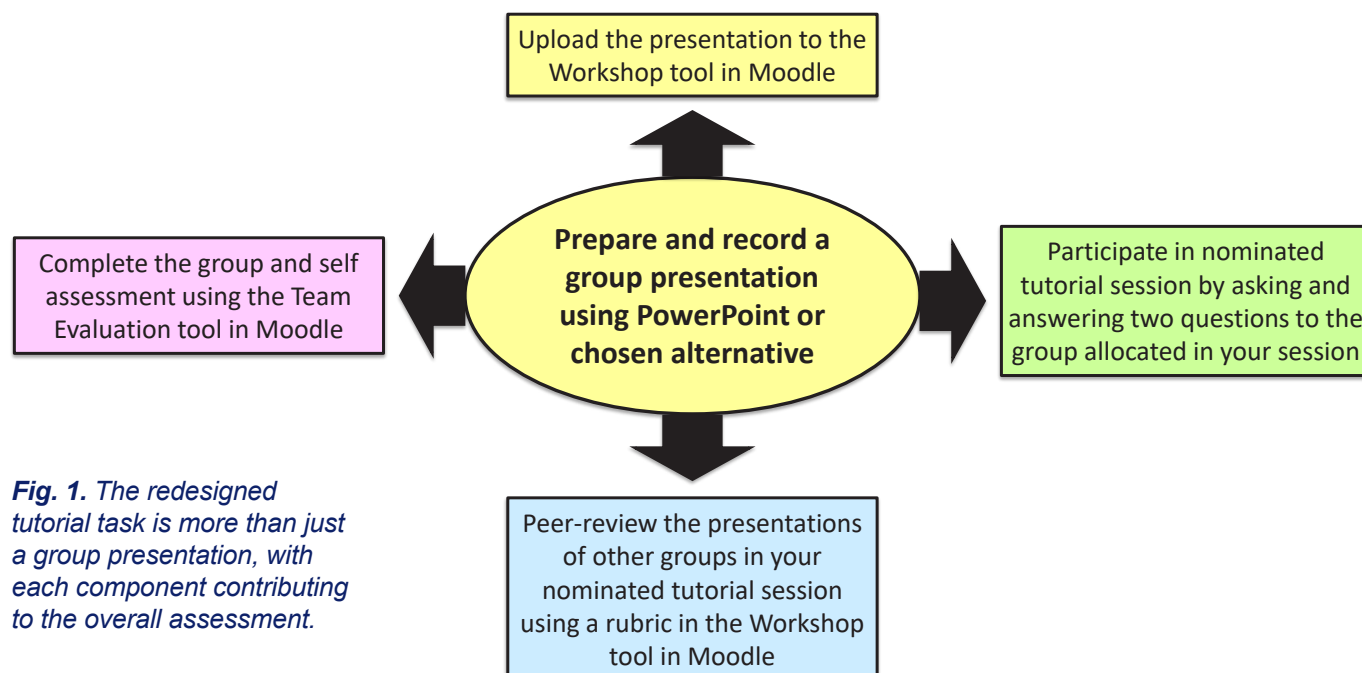 Upload the presentation to the
Workshop tool in Moodle
Complete the group and self
assessment using the Team
Evaluation tool in Moodle
Prepare and record a
group presentation
using PowerPoint or
chosen alternative
Participate in nominated
tutorial session by asking and
answering two questions to the
group allocated in your session
Fig. 1. The redesigned
tutorial task is more than just
a group presentation, with
each component contributing
to the overall assessment.
Peer-review the presentations
of other groups in your
nominated tutorial session
using a rubric in the Workshop
tool in Moodle